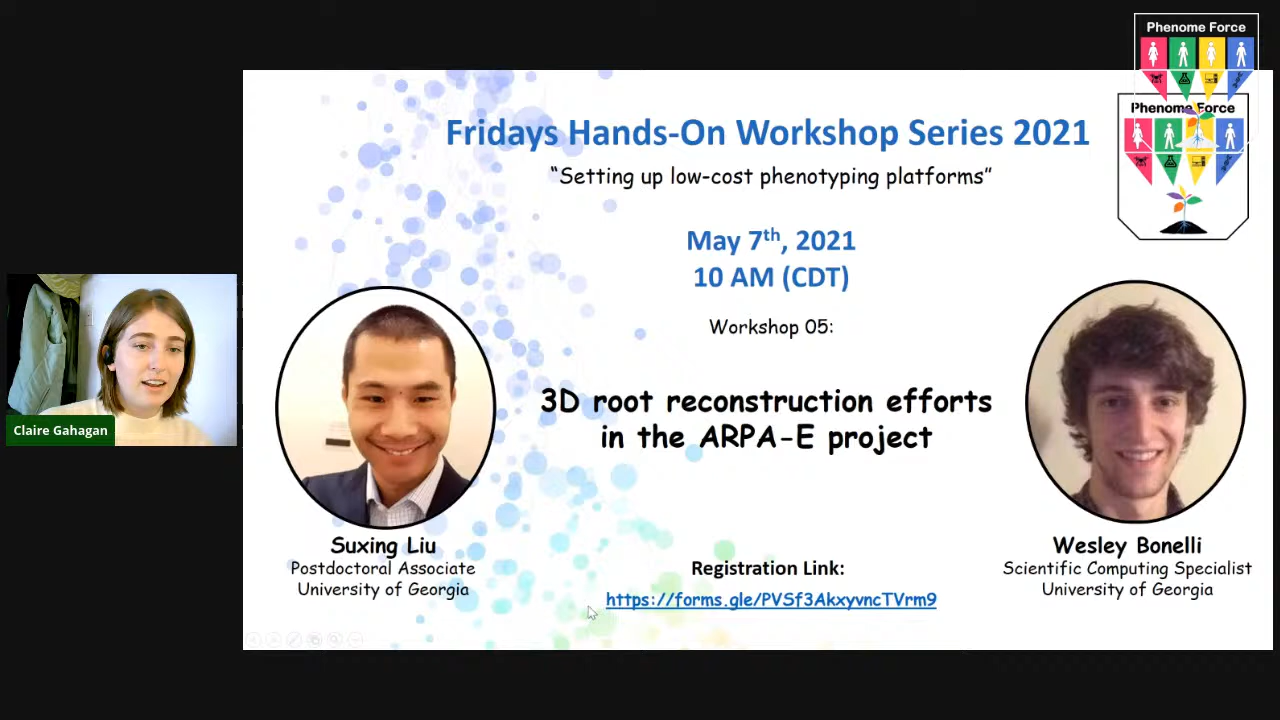 Phenome Force
Phenome Force
Fridays Hands-On Workshop Series 2021
“Setting up low-cost phenotyping platforms”
May 7th, 2021
10 AM (CDT)
Workshop 05:
3D root reconstruction efforts
in the ARPA-E project
Claire Gahagan
Suxing Liu
Postdoctoral Associate
University of Georgia
Wesley Bonelli
Scientific Computing Specialist
University of Georgia
Registration Link:
https://forms.gle/PVSf3AkxyvncTVrm9